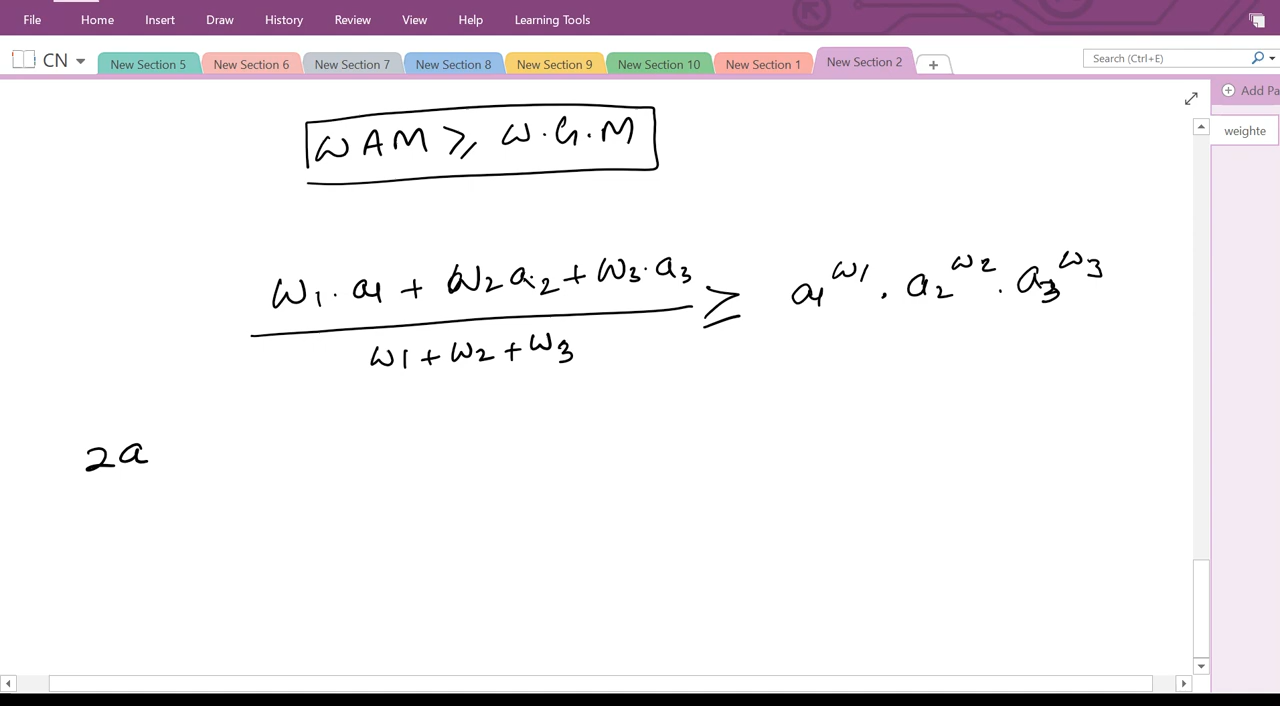 File Home Insert Draw History Review View Help Learning Tools
CN New Section 5 New Section 6 New Section 7 New Section 8 New Section 9 New Section 10 New Section 1 New Section 2 + Search (Ctrl+E)
Add Pa
weighte
WAM ≥ W.G.M
w1.a1 + w2a2 + w3.a3 ≥ a1^w1 . a2^w2 . a3^w3
w1 + w2 + w3
2a